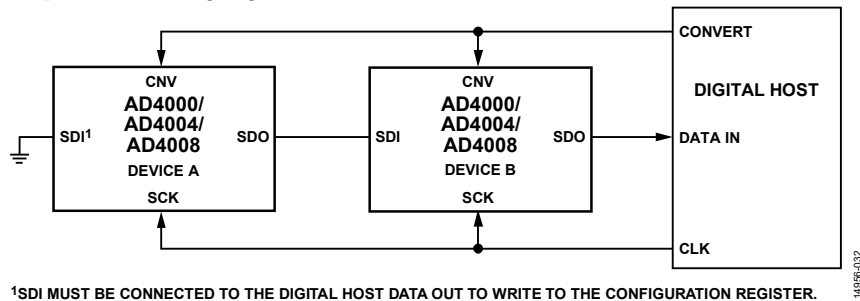 CONVERT
DIGITAL HOST
DATA IN
CLK
CNV
AD4000/
AD4004/
AD4008
DEVICE A
SDI1
SDO
SCK
CNV
AD4000/
AD4004/
AD4008
DEVICE B
SDI
SDO
SCK
1SDI MUST BE CONNECTED TO THE DIGITAL HOST DATA OUT TO WRITE TO THE CONFIGURATION REGISTER.
14956-032